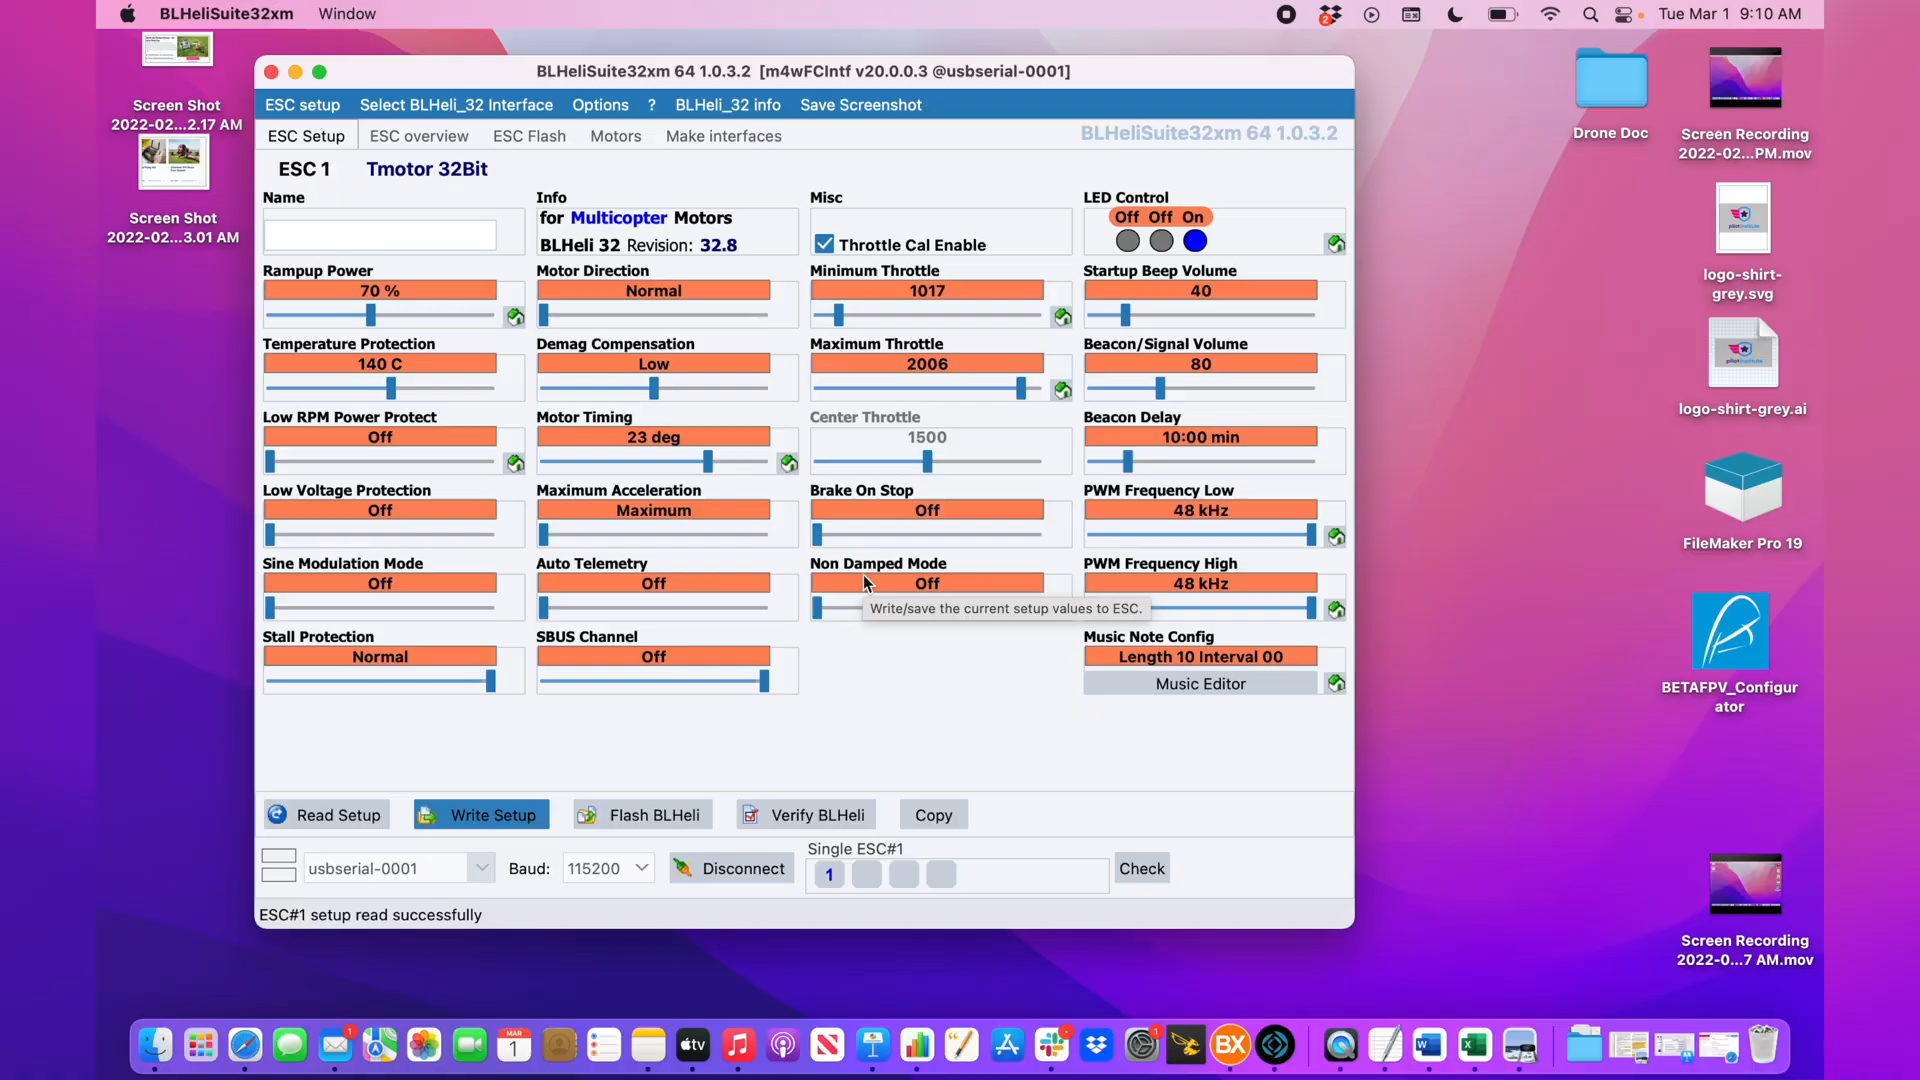 BLHeliSuite32xm Window
2
Tue Mar 1 9:10 AM
Screen Shot
2022-02...2.17 AM
Screen Shot
2022-02...3.01 AM
BLHeliSuite32xm 64 1.0.3.2 [m4wFCIntf v20.0.0.3 @usbserial-0001]
ESC setup Select BLHeli_32 Interface Options ? BLHeli_32 info Save Screenshot
ESC Setup ESC overview ESC Flash Motors Make interfaces BLHeliSuite32xm 64 1.0.3.2
ESC 1 Tmotor 32Bit
Name Info Misc LED Control
for Multicopter Motors Off Off On
BLHeli 32 Revision: 32.8 Throttle Cal Enable
Rampup Power Motor Direction Minimum Throttle Startup Beep Volume
70 % Normal 1017 40
Temperature Protection Demag Compensation Maximum Throttle Beacon/Signal Volume
140 C Low 2006 80
Low RPM Power Protect Motor Timing Center Throttle Beacon Delay
Off 23 deg 1500 10:00 min
Low Voltage Protection Maximum Acceleration Brake On Stop PWM Frequency Low
Off Maximum Off 48 kHz
Sine Modulation Mode Auto Telemetry Non Damped Mode PWM Frequency High
Off Off Off 48 kHz
Write/save the current setup values to ESC.
Stall Protection SBUS Channel Music Note Config
Normal Off Length 10 Interval 00
Music Editor
Read Setup Write Setup Flash BLHeli Verify BLHeli Copy
Single ESC#1
usbserial-0001 Baud: 115200 Disconnect 1 Check
ESC#1 setup read successfully
Drone Doc
Screen Recording
2022-02...PM.mov
logo-shirt-
grey.svg
logo-shirt-grey.ai
FileMaker Pro 19
BETAFPV_Configur
ator
Screen Recording
2022-0...7 AM.mov
1
MAR
1
tv
1
BX
W
X